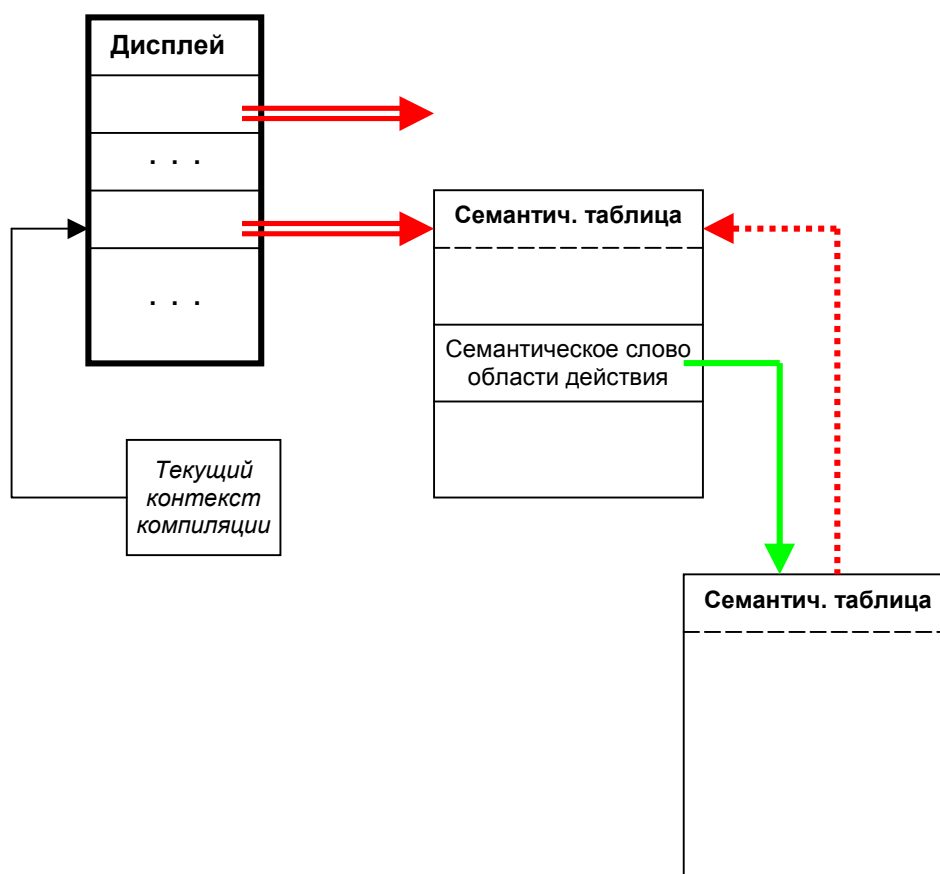 Дисплей
. . .
Семантич. таблица
. . .
Семантическое слово
области действия
Текущий
контекст
компиляции
Семантич. таблица